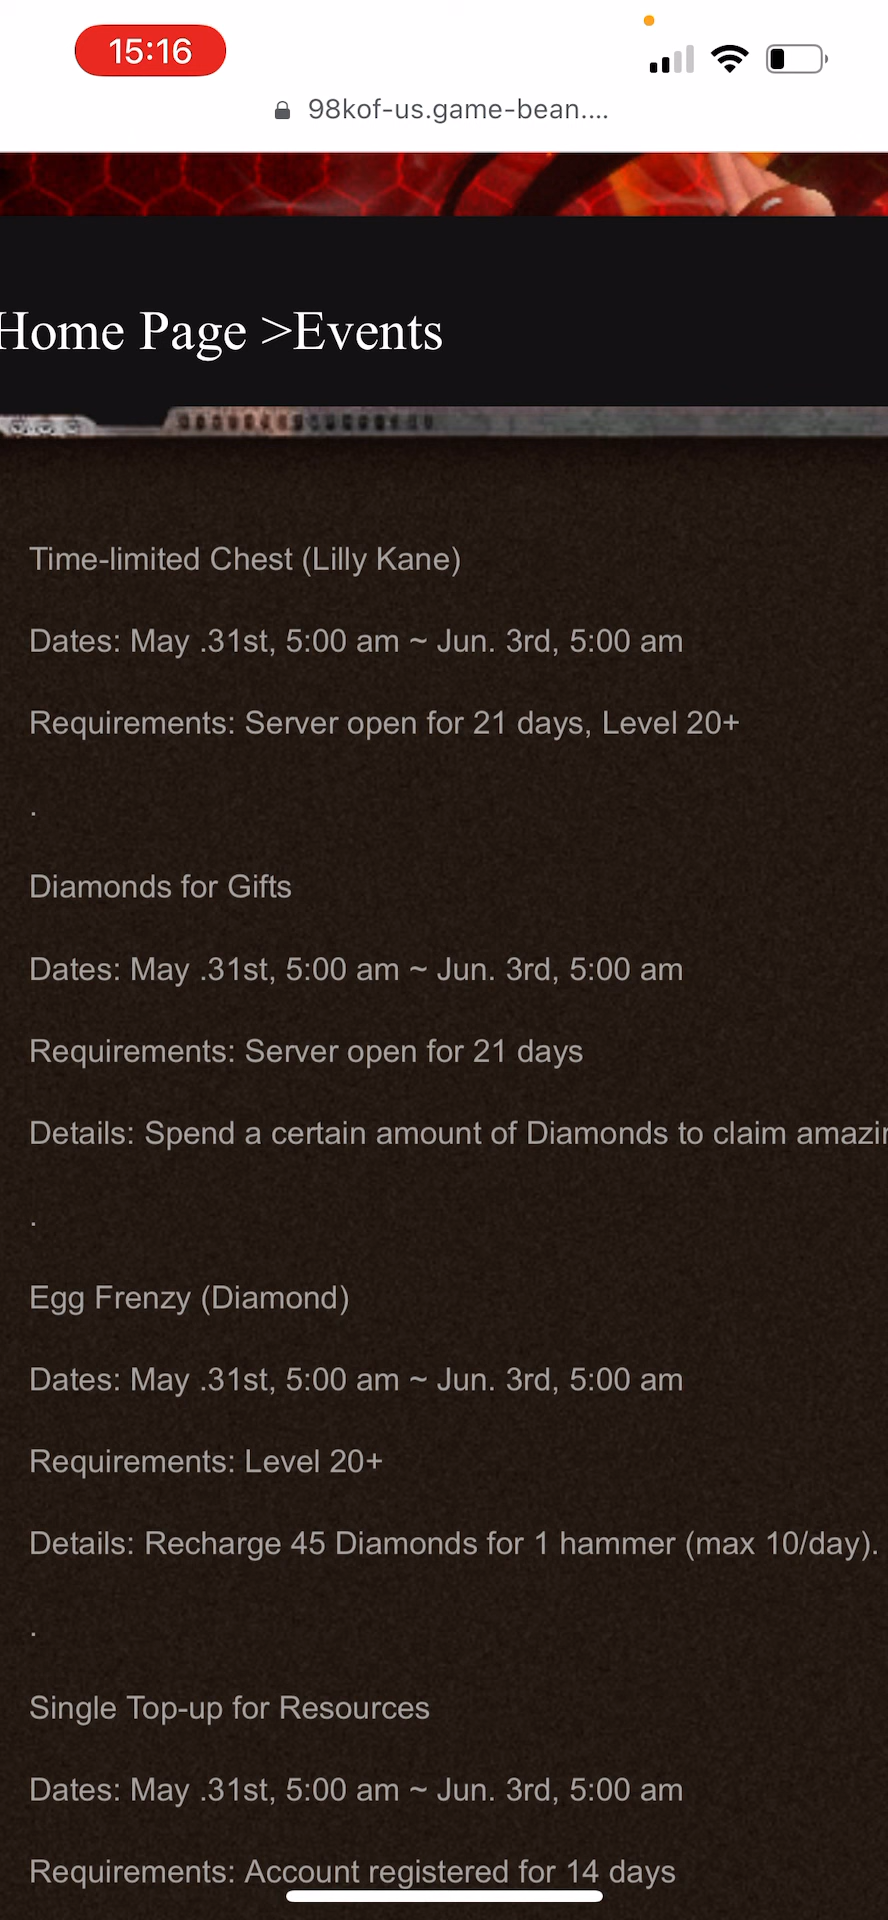 15:16
98kof-us.game-bean....
Home Page >Events
Time-limited Chest (Lilly Kane)
Dates: May .31st, 5:00 am ~ Jun. 3rd, 5:00 am
Requirements: Server open for 21 days, Level 20+
.
Diamonds for Gifts
Dates: May .31st, 5:00 am ~ Jun. 3rd, 5:00 am
Requirements: Server open for 21 days
Details: Spend a certain amount of Diamonds to claim
.
Egg Frenzy (Diamond)
Dates: May .31st, 5:00 am ~ Jun. 3rd, 5:00 am
Requirements: Level 20+
Details: Recharge 45 Diamonds for 1 hammer (max 10/day).
.
Single Top-up for Resources
Dates: May .31st, 5:00 am ~ Jun. 3rd, 5:00 am
Requirements: Account registered for 14 days